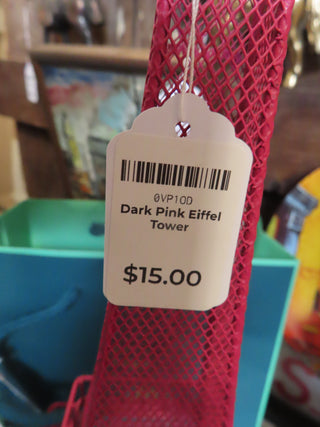 0VP10D
Dark Pink Eiffel
Tower
$15.00